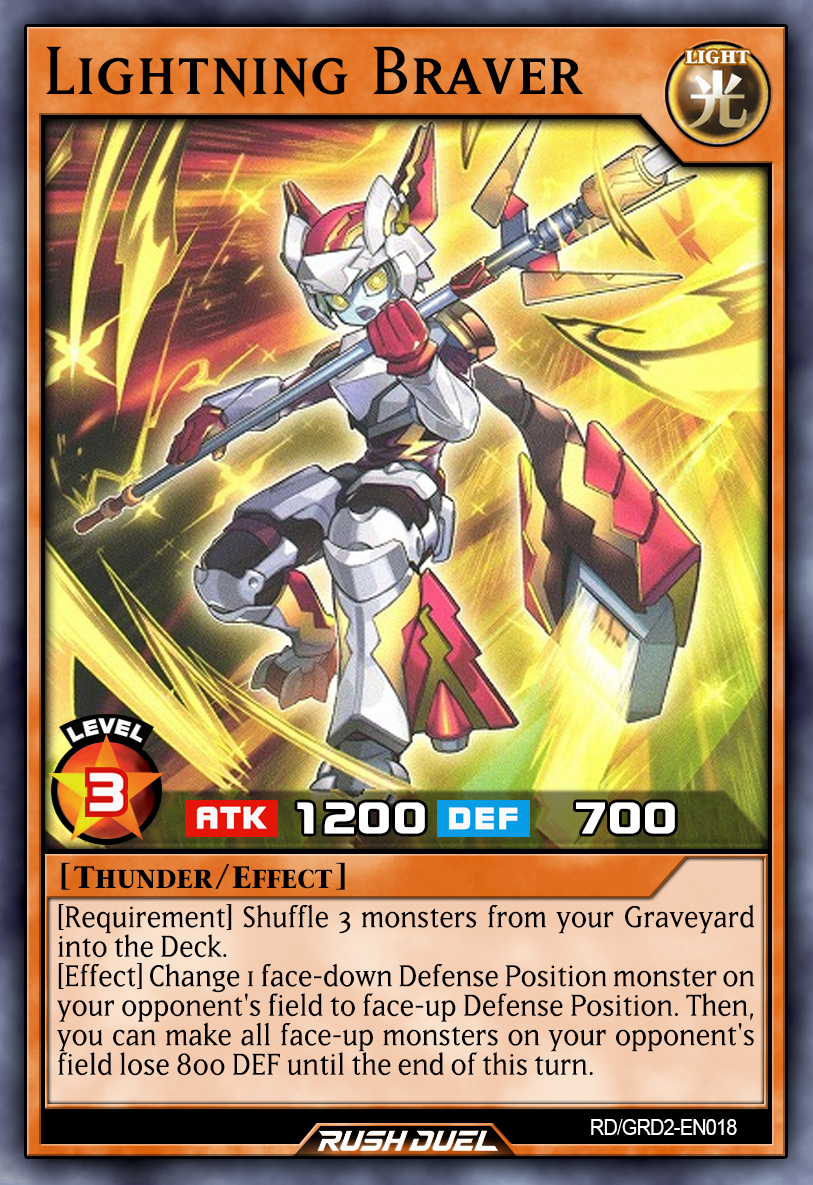 Lightning Braver
LIGHT
光
LEVEL
3
ATK 1200 DEF 700
[Thunder/Effect]
[Requirement] Shuffle 3 monsters from your Graveyard
into the Deck.
[Effect] Change 1 face-down Defense Position monster on
your opponent's field to face-up Defense Position. Then,
you can make all face-up monsters on your opponent's
field lose 800 DEF until the end of this turn.
RD/GRD2-EN018
RUSH DUEL